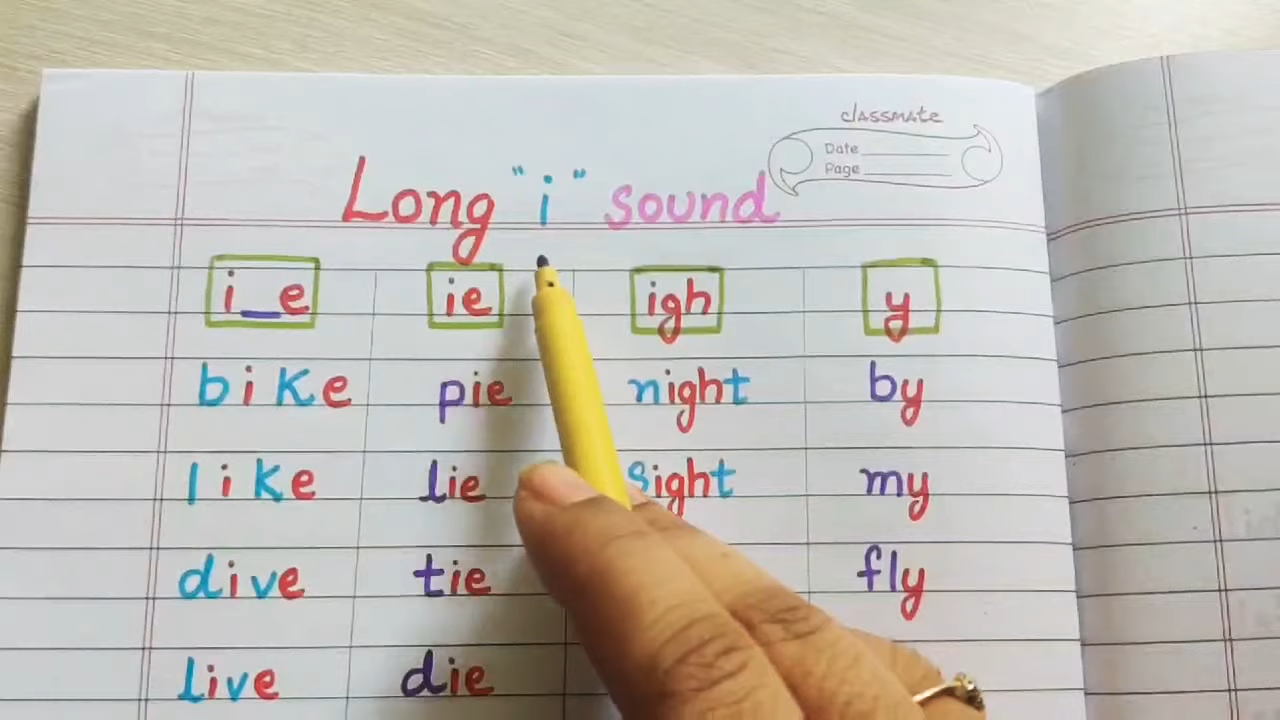 classmate
Date
Page
Long "i" sound
i_e ie igh y
bike pie night by
like lie sight my
dive tie fly
live die